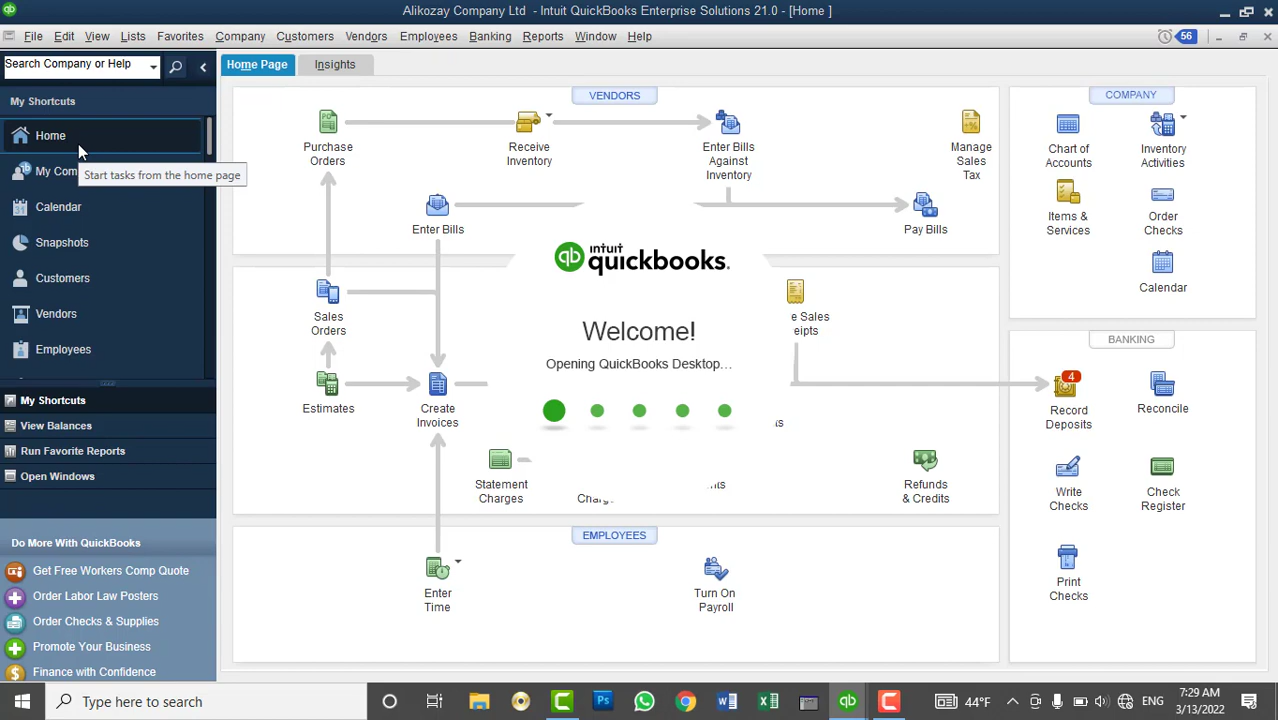 Alikozay Company Ltd - Intuit QuickBooks Enterprise Solutions 21.0 - [Home ]
File Edit View Lists Favorites Company Customers Vendors Employees Banking Reports Window Help
56
Search Company or Help
My Shortcuts
Home
Start tasks from the home page
My Com
Calendar
Snapshots
Customers
Vendors
Employees
My Shortcuts
View Balances
Run Favorite Reports
Open Windows
Do More With QuickBooks
Get Free Workers Comp Quote
Order Labor Law Posters
Order Checks & Supplies
Promote Your Business
Finance with Confidence
Home Page
Insights
VENDORS
Purchase
Orders
Receive
Inventory
Enter Bills
Against
Inventory
Manage
Sales
Tax
Enter Bills
Pay Bills
intuit
quickbooks.
Welcome!
Opening QuickBooks Desktop...
Sales
Orders
e Sales
eipts
Estimates
Create
Invoices
Statement
Charges
Refunds
& Credits
EMPLOYEES
Enter
Time
Turn On
Payroll
COMPANY
Chart of
Accounts
Inventory
Activities
Items &
Services
Order
Checks
Calendar
BANKING
4
Record
Deposits
Reconcile
Write
Checks
Check
Register
Print
Checks
Type here to search
44°F
ENG
7:29 AM
3/13/2022